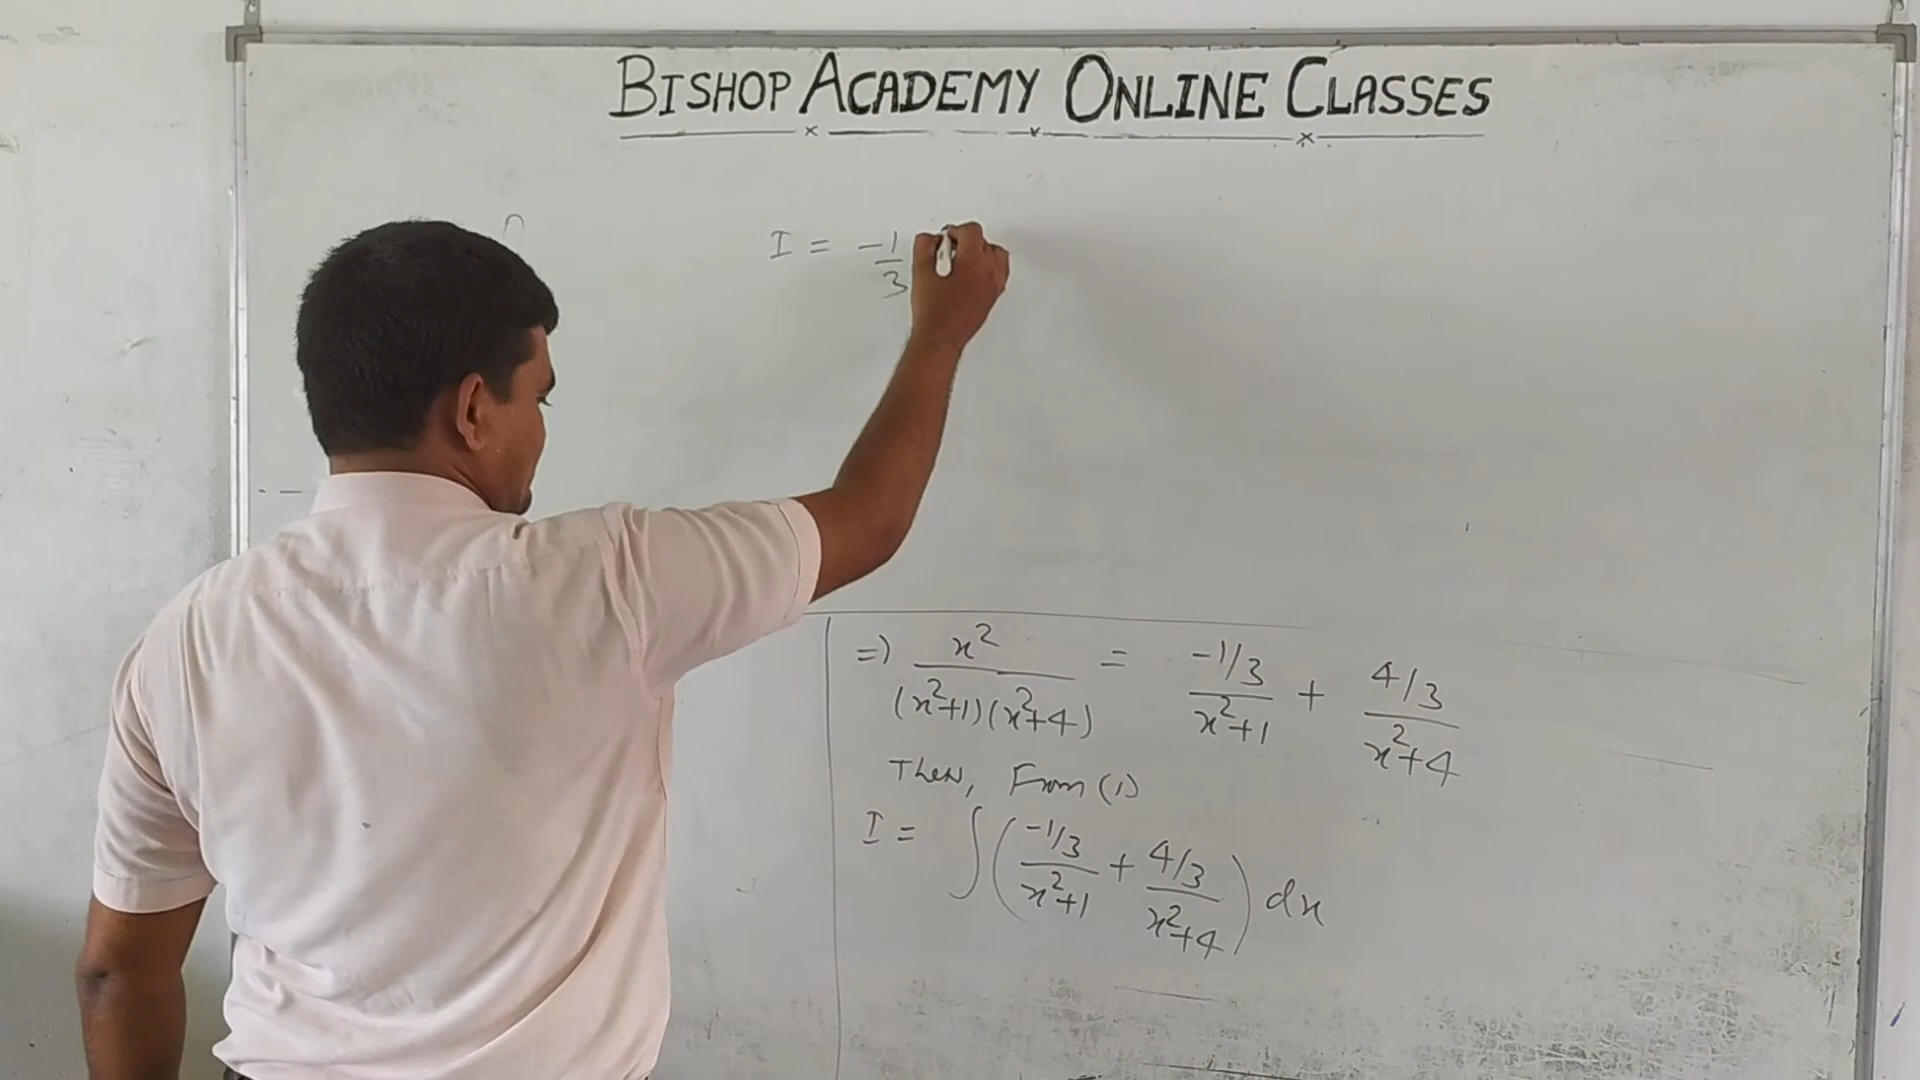 BISHOP ACADEMY ONLINE CLASSES
I = -1/3
=> x²/((x²+1)(x²+4)) = (-1/3)/(x²+1) + (4/3)/(x²+4)
Then, From (1)
I = ∫((-1/3)/(x²+1) + (4/3)/(x²+4)) dx